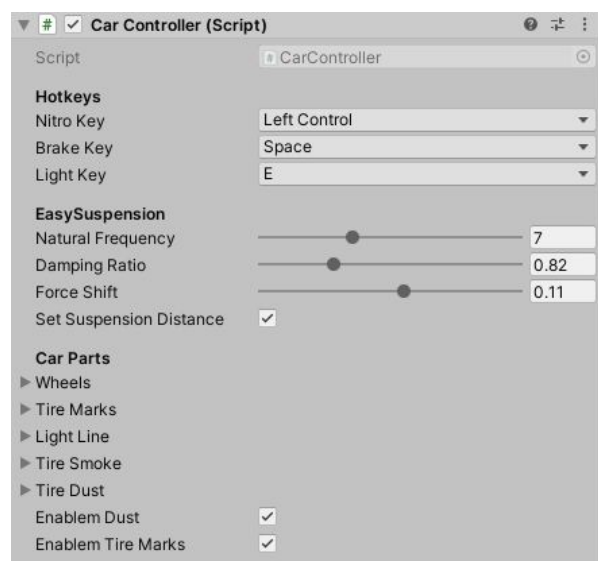 # Car Controller (Script)
Script # CarController
Hotkeys
Nitro Key Left Control
Brake Key Space
Light Key E
EasySuspension
Natural Frequency 7
Damping Ratio 0.82
Force Shift 0.11
Set Suspension Distance
Car Parts
Wheels
Tire Marks
Light Line
Tire Smoke
Tire Dust
Enablem Dust
Enablem Tire Marks